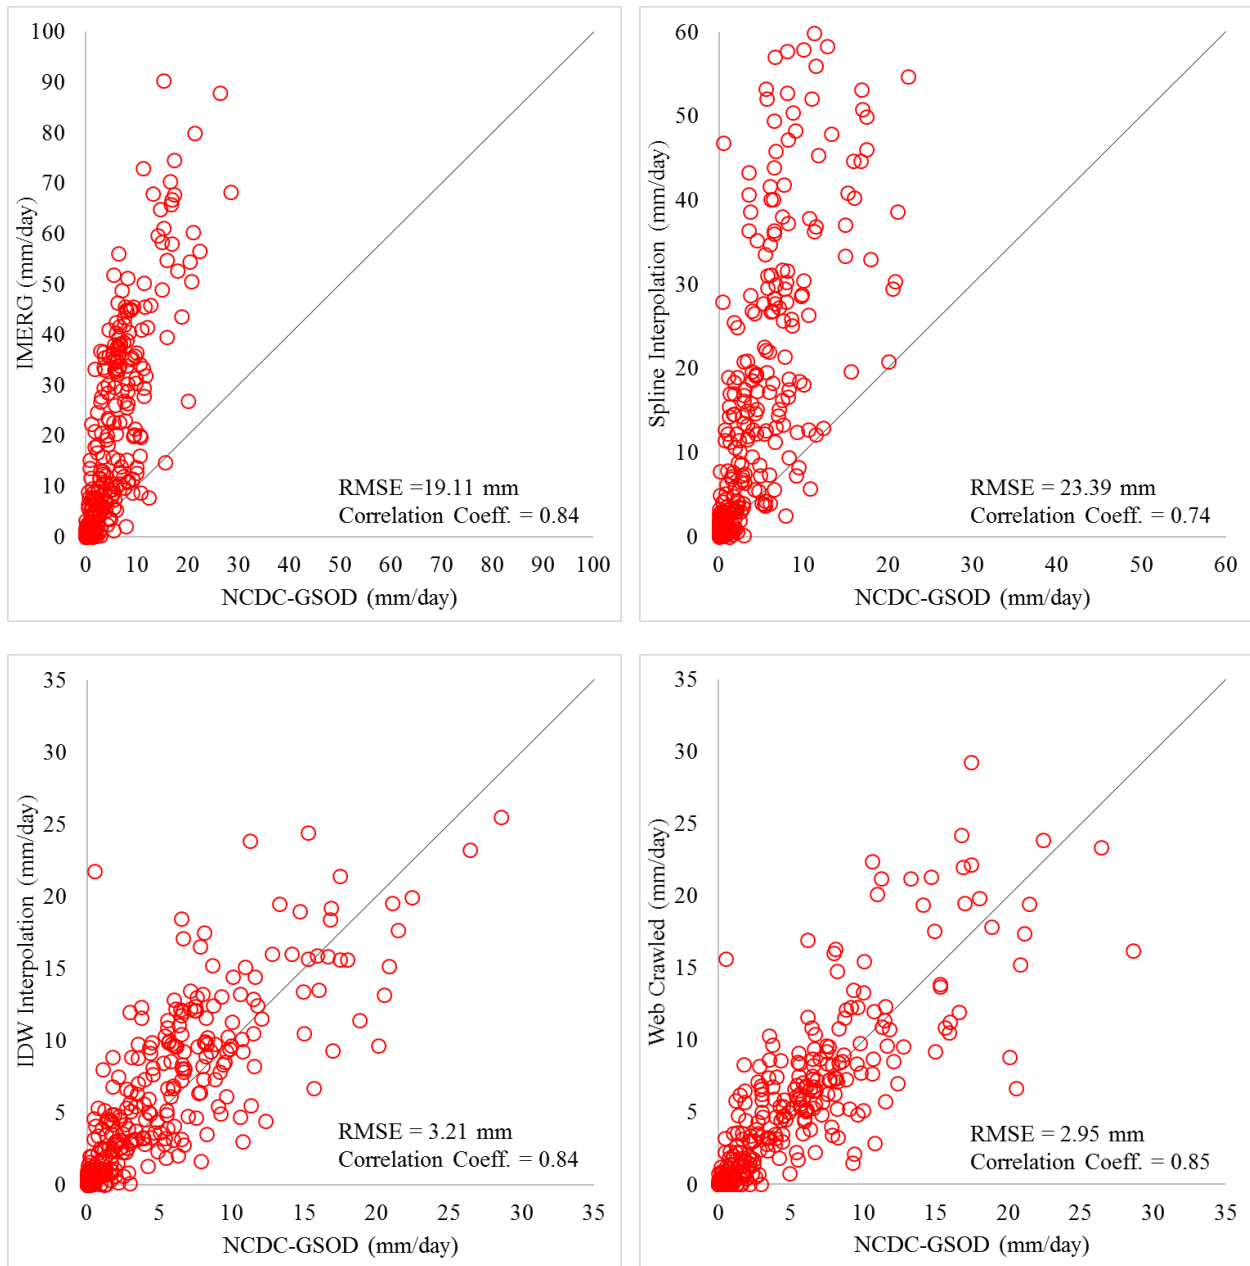 100
90
80
70
60
50
40
30
20
10
0
IMERG (mm/day)
RMSE =19.11 mm
Correlation Coeff. = 0.84
0 10 20 30 40 50 60 70 80 90 100
NCDC-GSOD (mm/day)
60
50
40
30
20
10
0
Spline Interpolation (mm/day)
RMSE = 23.39 mm
Correlation Coeff. = 0.74
0 10 20 30 40 50 60
NCDC-GSOD (mm/day)
35
30
25
20
15
10
5
0
IDW Interpolation (mm/day)
RMSE = 3.21 mm
Correlation Coeff. = 0.84
0 5 10 15 20 25 30 35
NCDC-GSOD (mm/day)
35
30
25
20
15
10
5
0
Web Crawled (mm/day)
RMSE = 2.95 mm
Correlation Coeff. = 0.85
0 5 10 15 20 25 30 35
NCDC-GSOD (mm/day)